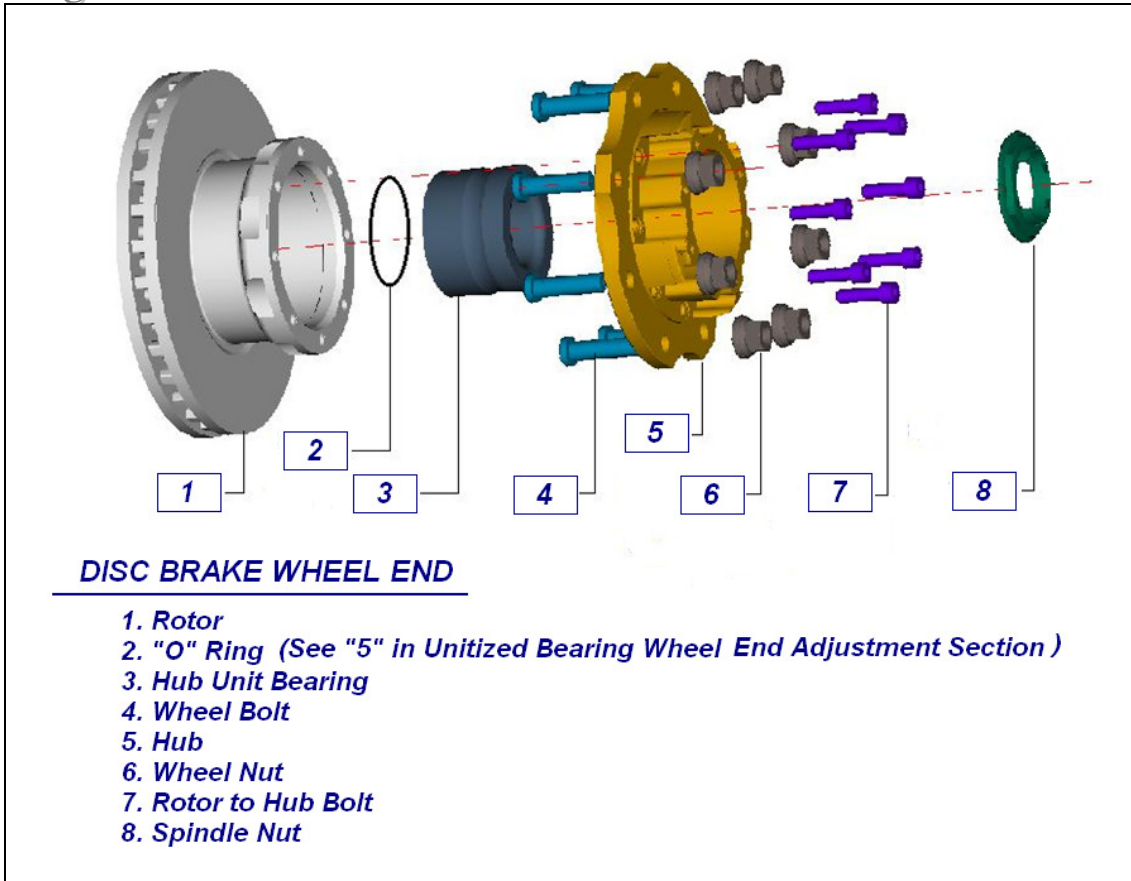 1
2
3
4
5
6
7
8
DISC BRAKE WHEEL END
1. Rotor
2. "O" Ring (See "5" in Unitized Bearing Wheel End Adjustment Section )
3. Hub Unit Bearing
4. Wheel Bolt
5. Hub
6. Wheel Nut
7. Rotor to Hub Bolt
8. Spindle Nut